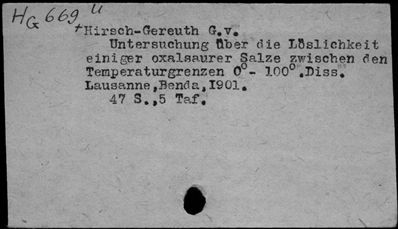 HG 669 u
+Hirsch-Gereuth G.v.
Untersuchung über die Löslichkeit
einiger oxalsaurer Salze zwischen den
Temperaturgrenzen 0°- 100°.Diss.
Lausanne,Benda,1901.
47 S.,5 Taf.